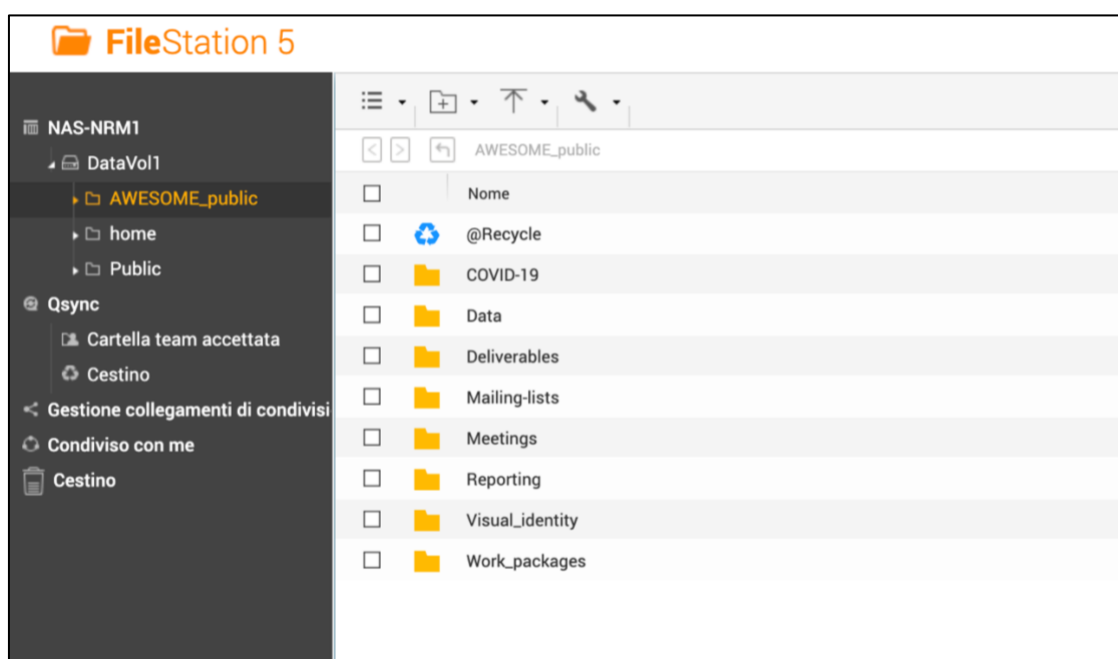 FileStation 5
NAS-NRM1
DataVol1
AWESOME_public
home
Public
Qsync
Cartella team accettata
Cestino
Gestione collegamenti di condivisi
Condiviso con me
Cestino
AWESOME_public
Nome
@Recycle
COVID-19
Data
Deliverables
Mailing-lists
Meetings
Reporting
Visual_identity
Work_packages